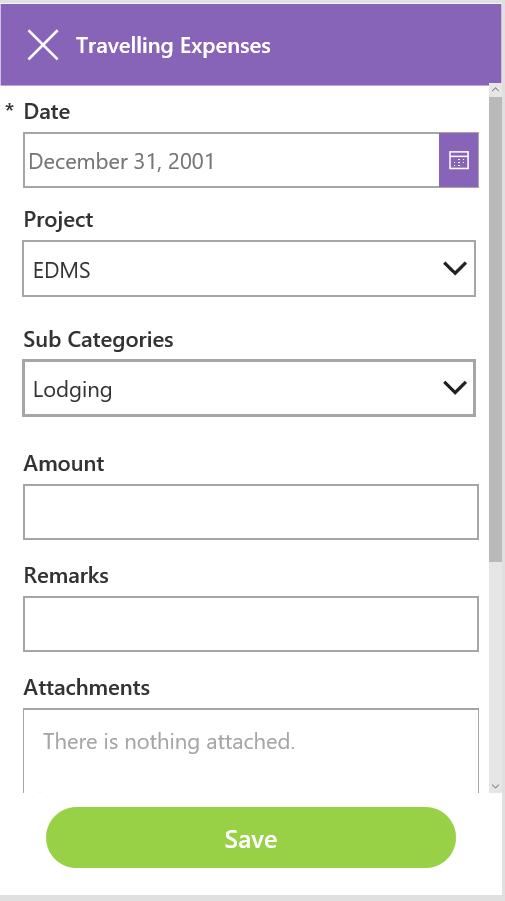 Travelling Expenses
* Date
December 31, 2001
Project
EDMS
Sub Categories
Lodging
Amount
Remarks
Attachments
There is nothing attached.
Save